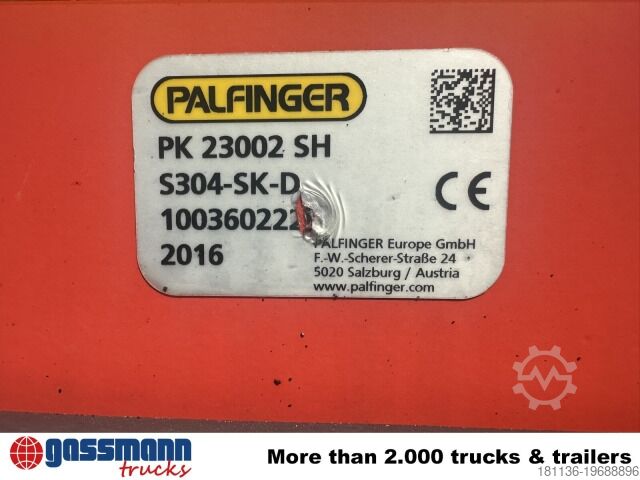 PALFINGER
PK 23002 SH
S304-SK-D
2016
CE
PALFINGER Europe GmbH
F.-W.-Scherer-Straße 24
5020 Salzburg / Austria
www.palfinger.com
gassmann
trucks
More than 2.000 trucks & trailers
181136-19688896